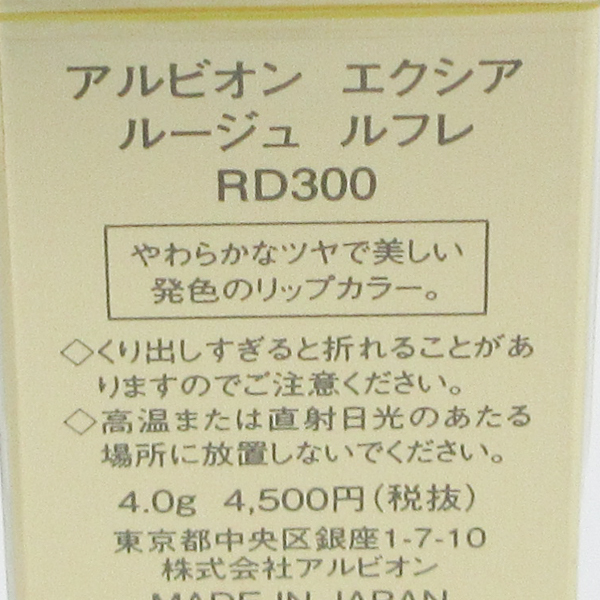 アルビオン エクシア
ルージュ ルフレ
RD300
やわらかなツヤで美しい
発色のリップカラー。
◇くり出しすぎると折れることがあ
りますのでご注意ください。
◇高温または直射日光のあたる
場所に放置しないでください。
4.0g 4,500円(税抜)
東京都中央区銀座1-7-10
株式会社アルビオン
MADE IN JAPAN